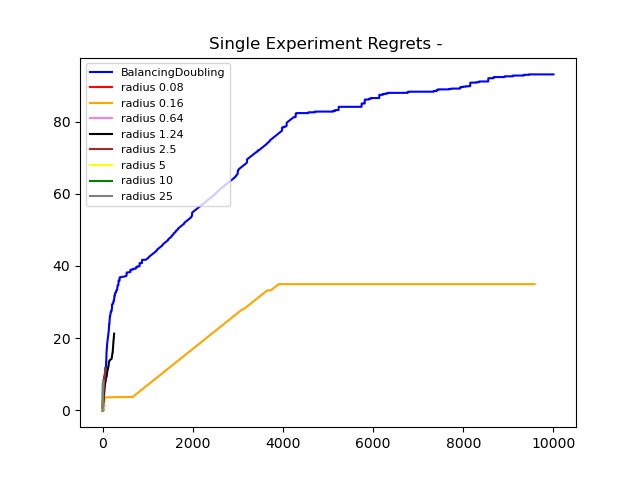 Single Experiment Regrets -
BalancingDoubling
radius 0.08
radius 0.16
radius 0.64
radius 1.24
radius 2.5
radius 5
radius 10
radius 25
80
60
40
20
0
0 2000 4000 6000 8000 10000